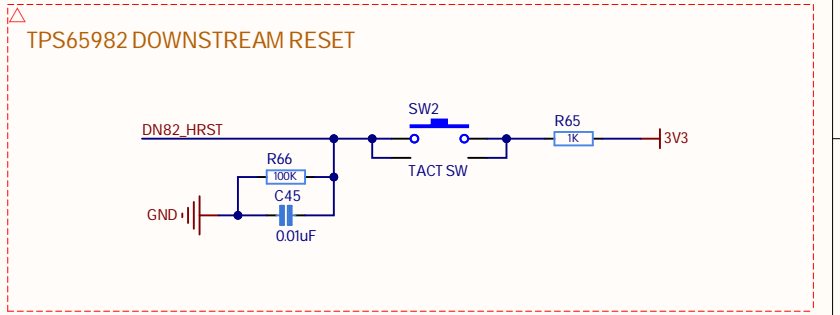 TPS65982 DOWNSTREAM RESET
SW2
DN82_HRST
R65
1K
3V3
R66
TACT SW
100K
C45
GND
0.01uF